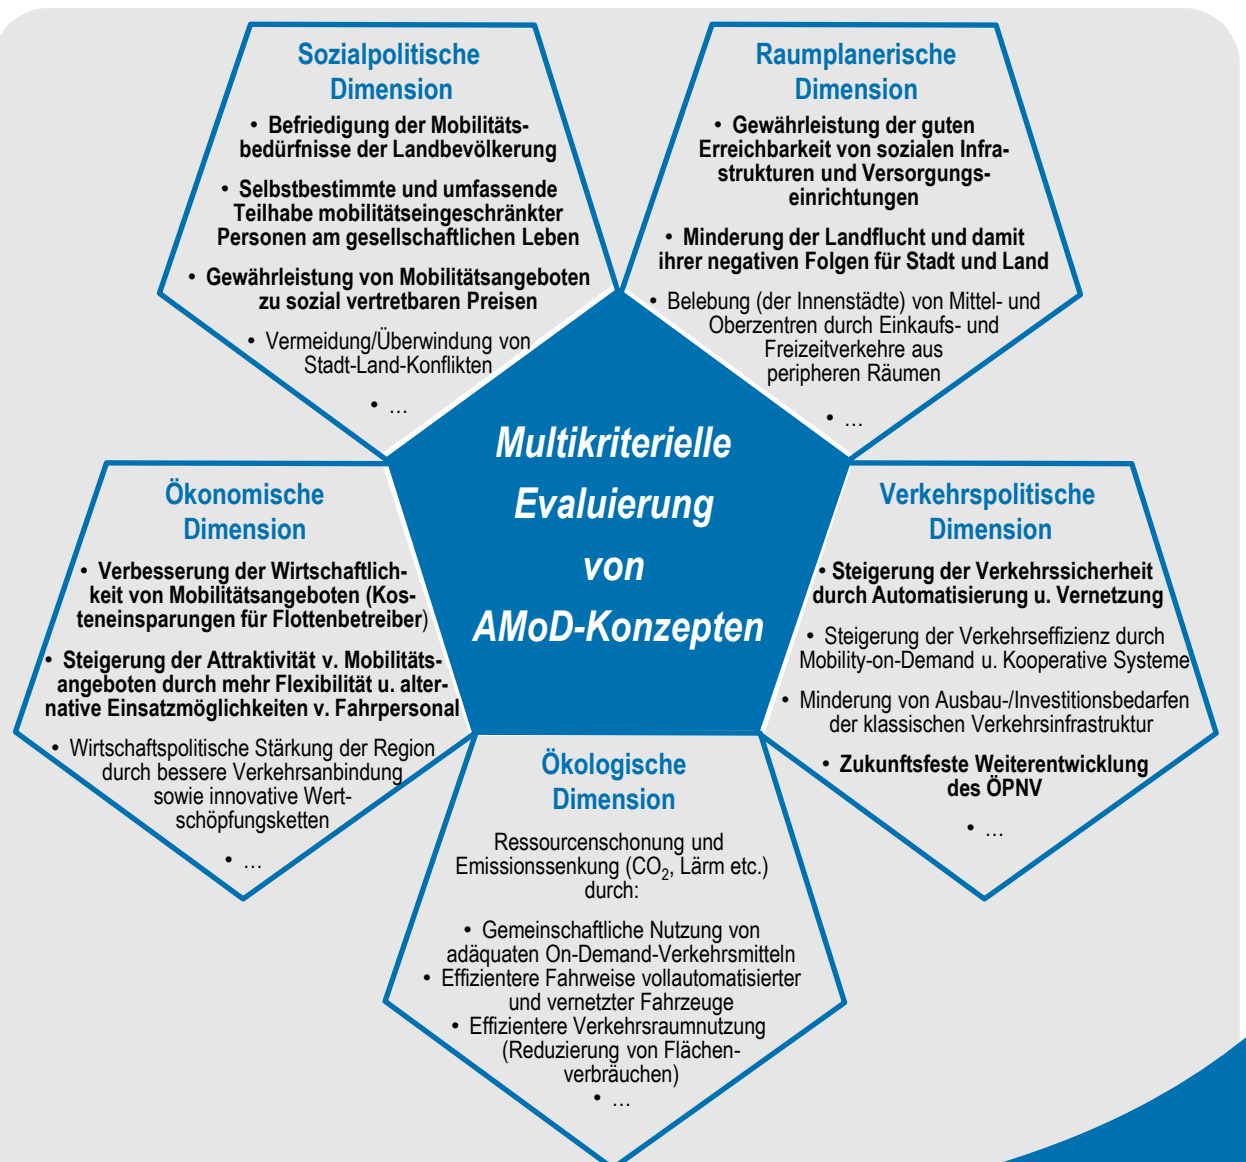 Sozialpolitische
Dimension
• Befriedigung der Mobilitäts-
bedürfnisse der Landbevölkerung
• Selbstbestimmte und umfassende
Teilhabe mobilitätseingeschränkter
Personen am gesellschaftlichen Leben
• Gewährleistung von Mobilitätsangeboten
zu sozial vertretbaren Preisen
• Vermeidung/Überwindung von
Stadt-Land-Konflikten
• …
Raumplanerische
Dimension
• Gewährleistung der guten
Erreichbarkeit von sozialen Infra-
strukturen und Versorgungs-
einrichtungen
• Minderung der Landflucht und damit
ihrer negativen Folgen für Stadt und Land
• Belebung (der Innenstädte) von Mittel- und
Oberzentren durch Einkaufs- und
Freizeitverkehre aus
peripheren Räumen
• …
Multikriterielle
Evaluierung
von
AMoD-Konzepten
Ökonomische
Dimension
• Verbesserung der Wirtschaftlich-
keit von Mobilitätsangeboten (Kos-
teneinsparungen für Flottenbetreiber)
• Steigerung der Attraktivität v. Mobilitäts-
angeboten durch mehr Flexibilität u. alter-
native Einsatzmöglichkeiten v. Fahrpersonal
• Wirtschaftspolitische Stärkung der Region
durch bessere Verkehrsanbindung
sowie innovative Wert-
schöpfungsketten
• …
Verkehrspolitische
Dimension
• Steigerung der Verkehrssicherheit
durch Automatisierung u. Vernetzung
• Steigerung der Verkehrseffizienz durch
Mobility-on-Demand u. Kooperative Systeme
• Minderung von Ausbau-/Investitionsbedarfen
der klassischen Verkehrsinfrastruktur
• Zukunftsfeste Weiterentwicklung
des ÖPNV
• …
Ökologische
Dimension
Ressourcenschonung und
Emissionssenkung (CO₂, Lärm etc.)
durch:
• Gemeinschaftliche Nutzung von
adäquaten On-Demand-Verkehrsmitteln
• Effizientere Fahrweise vollautomatisierter
und vernetzter Fahrzeuge
• Effizientere Verkehrsraumnutzung
(Reduzierung von Flächen-
verbräuchen)
• …